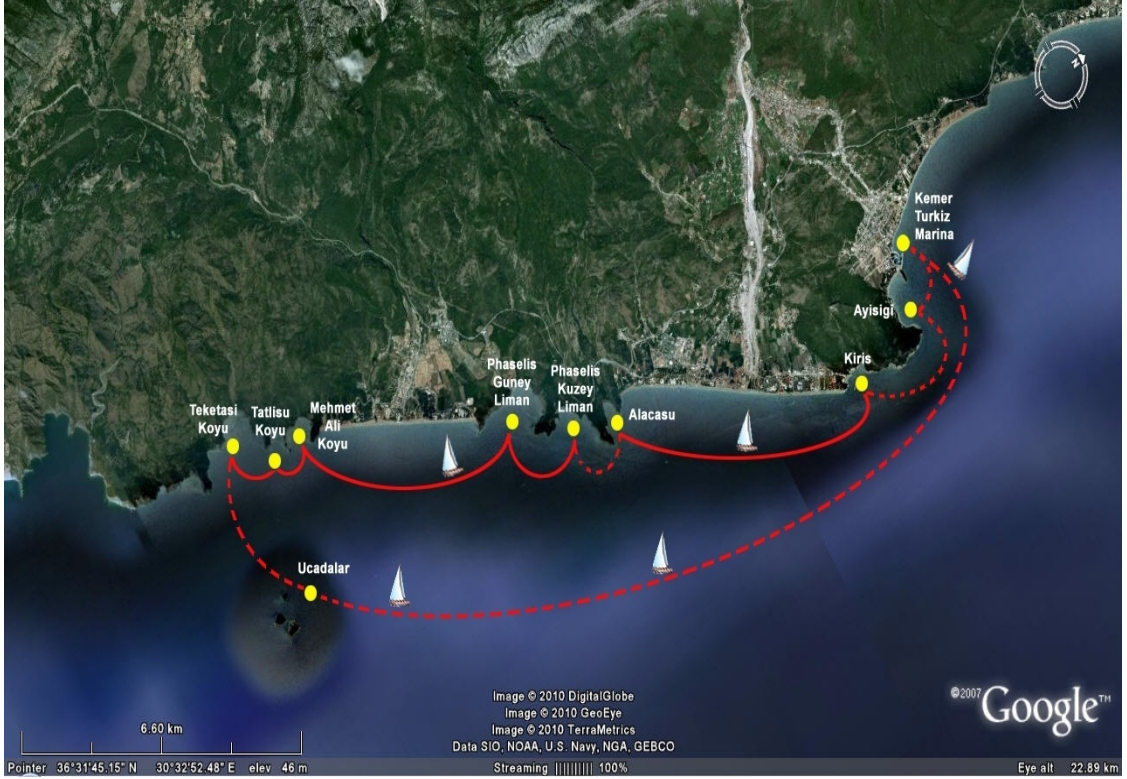 N
Kemer
Turkiz
Marina
Ayisigi
Kiris
Phaselis
Guney
Liman
Phaselis
Kuzey
Liman
Alacasu
Teketasi
Koyu
Tatlisu
Koyu
Mehmet
Ali
Koyu
Ucadalar
Image © 2010 DigitalGlobe
Image © 2010 GeoEye
Image © 2010 TerraMetrics
Data SIO, NOAA, U.S. Navy, NGA, GEBCO
©2007 Google™
6.60 km
Pointer 36°31'45.15" N 30°32'52.48" E elev 46 m Streaming |||||||||| 100% Eye alt 22.89 km